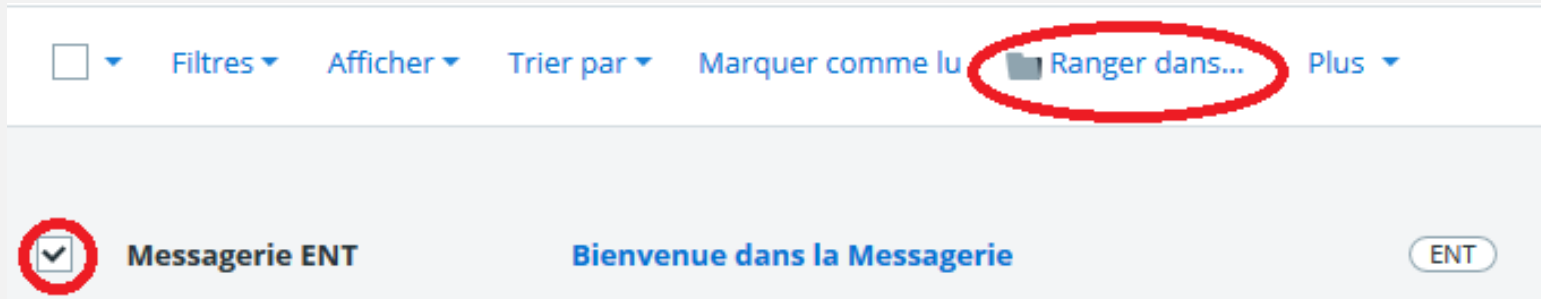 Filtres Afficher Trier par Marquer comme lu Ranger dans... Plus
Messagerie ENT Bienvenue dans la Messagerie ENT